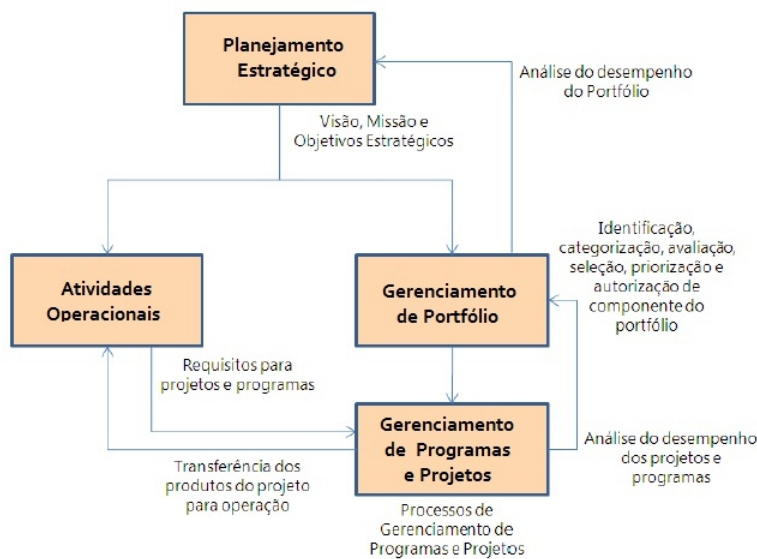 Planejamento
Estratégico
Análise do desempenho
do Portfólio
Visão, Missão e
Objetivos Estratégicos
Identificação,
categorização, avaliação,
seleção, priorização e
autorização de
componente do
portfólio
Atividades
Operacionais
Gerenciamento
de Portfólio
Requisitos para
projetos e programas
Gerenciamento
de Programas
e Projetos
Análise do desempenho
dos projetos e
programas
Transferência dos
produtos do projeto
para operação
Processos de
Gerenciamento de
Programas e Projetos